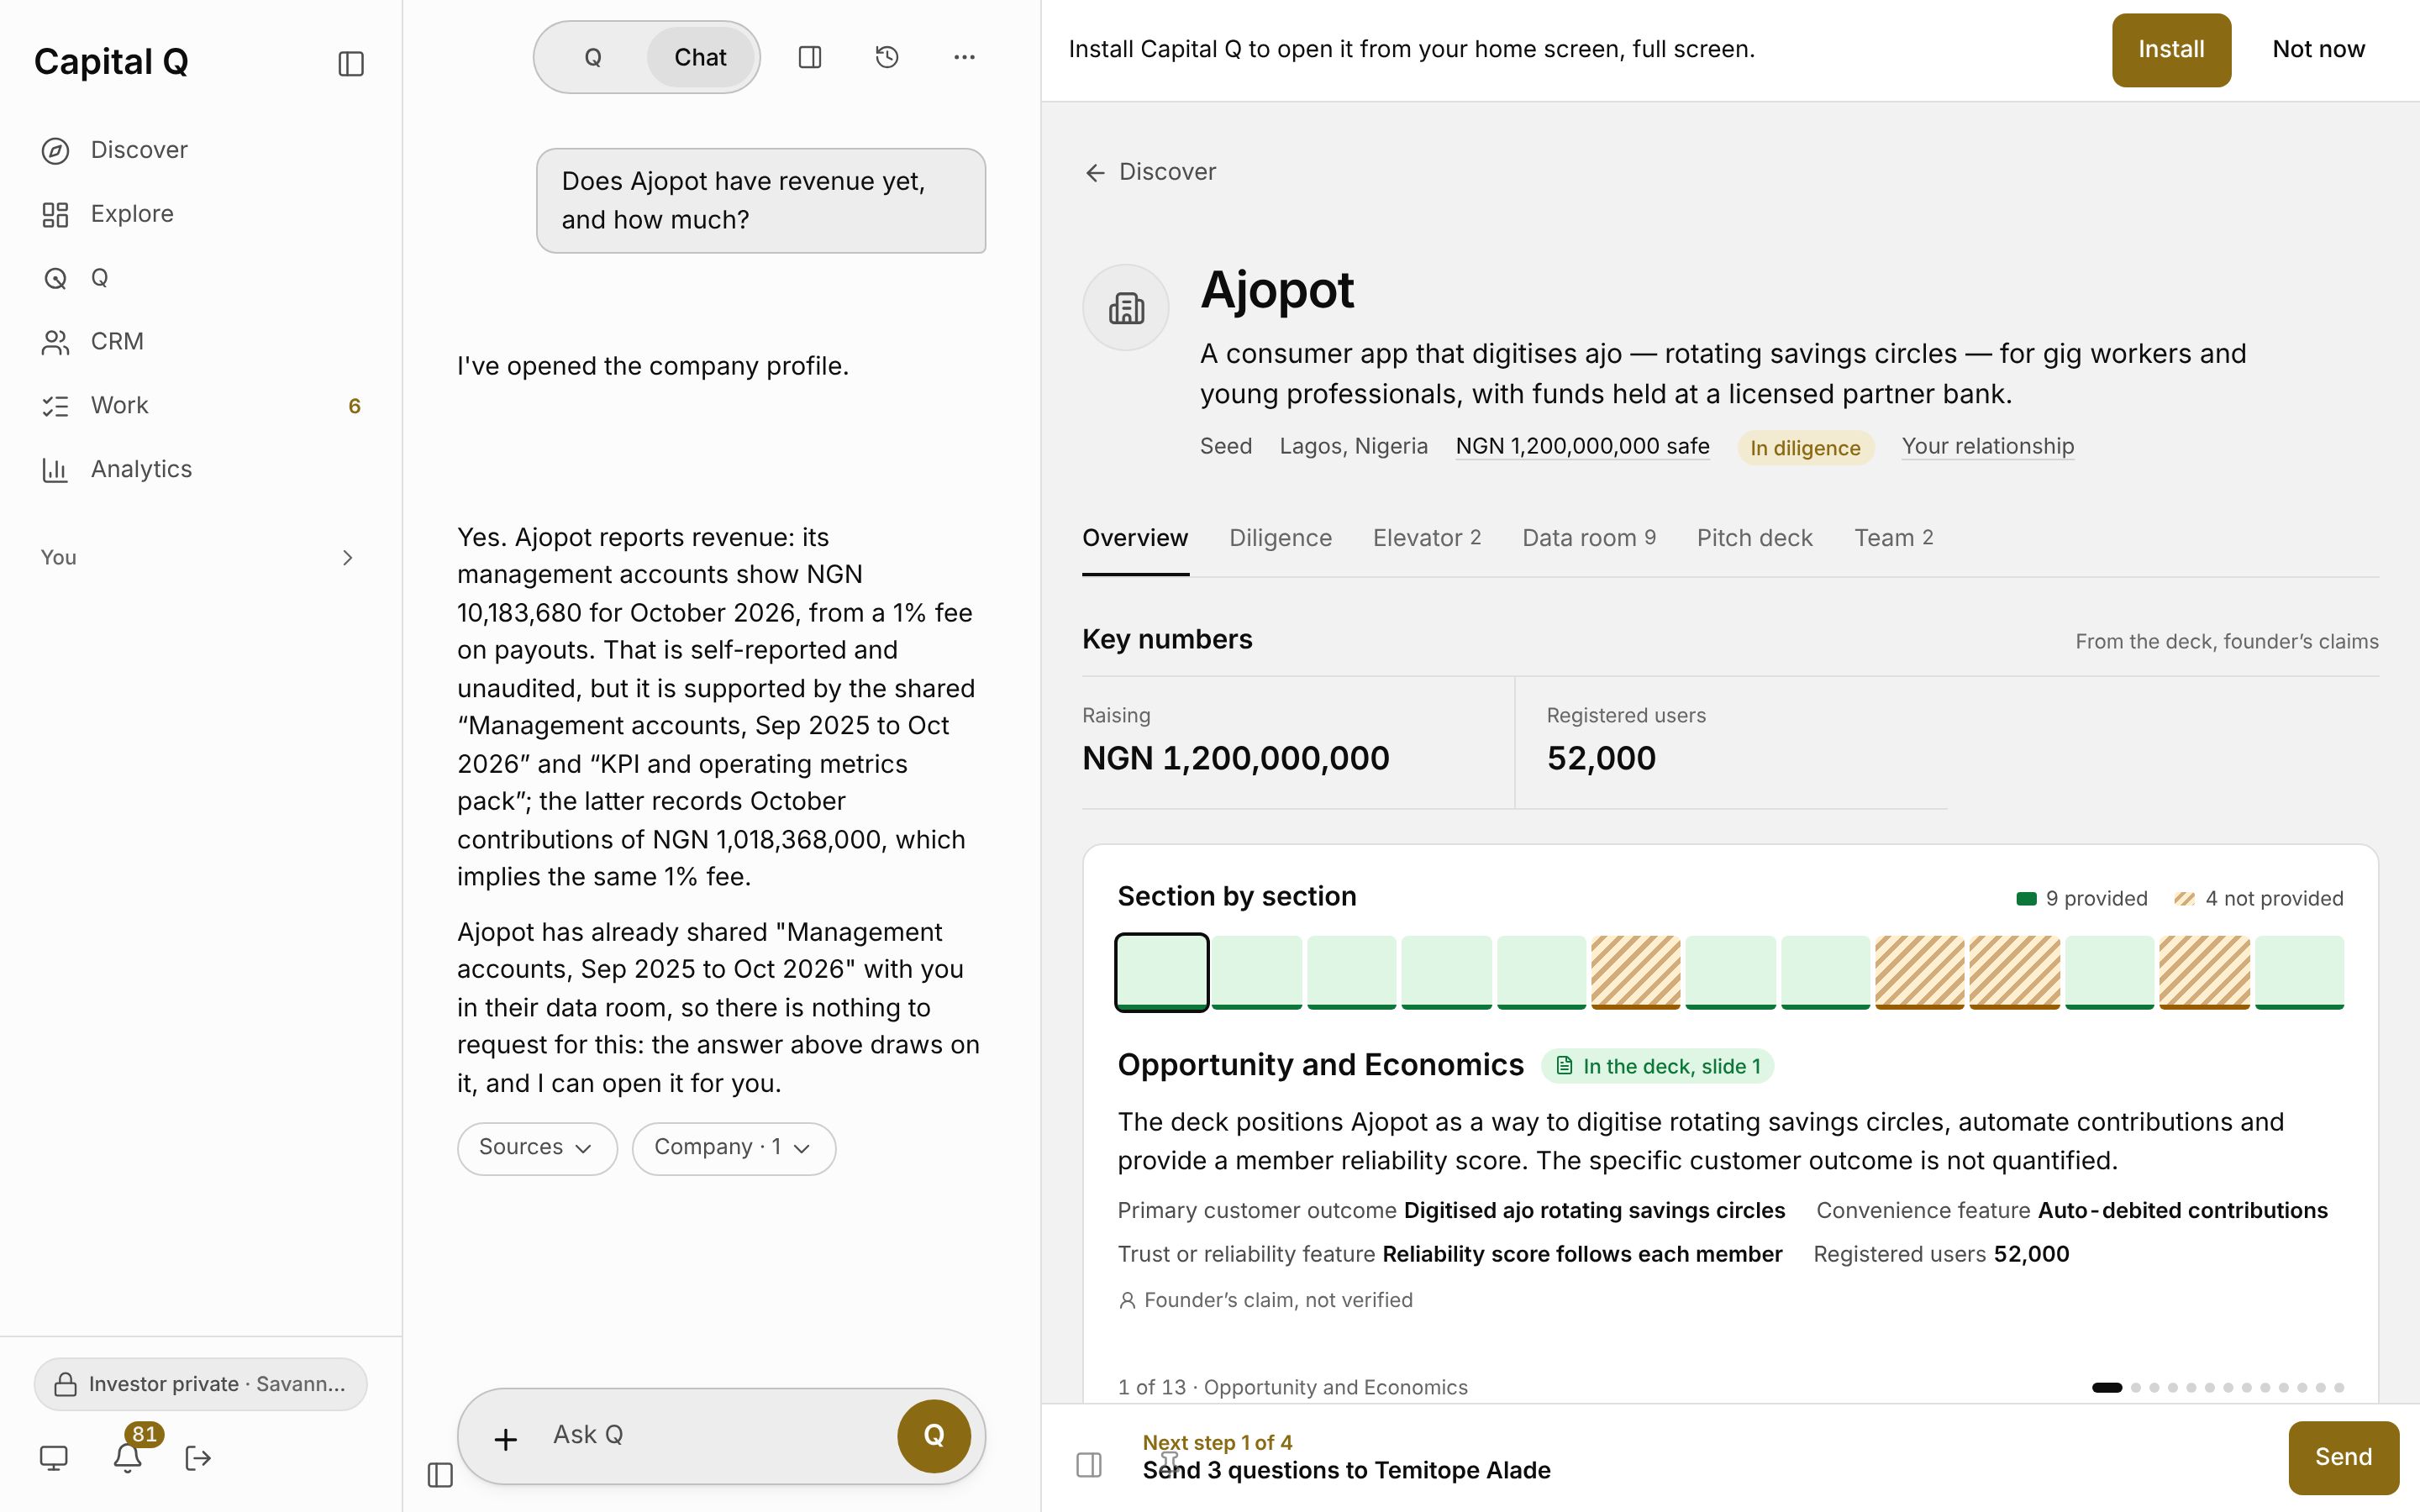 Capital Q
Discover
Explore
Q
CRM
Work 6
Analytics
You
Investor private · Savann...
81
Q Chat
Does Ajopot have revenue yet,
and how much?
I've opened the company profile.
Yes. Ajopot reports revenue: its
management accounts show NGN
10,183,680 for October 2026, from a 1% fee
on payouts. That is self-reported and
unaudited, but it is supported by the shared
“Management accounts, Sep 2025 to Oct
2026” and “KPI and operating metrics
pack”; the latter records October
contributions of NGN 1,018,368,000, which
implies the same 1% fee.
Ajopot has already shared "Management
accounts, Sep 2025 to Oct 2026" with you
in their data room, so there is nothing to
request for this: the answer above draws on
it, and I can open it for you.
Sources Company · 1
Ask Q Q
Install Capital Q to open it from your home screen, full screen. Install Not now
Discover
Ajopot
A consumer app that digitises ajo — rotating savings circles — for gig workers and
young professionals, with funds held at a licensed partner bank.
Seed Lagos, Nigeria NGN 1,200,000,000 safe In diligence Your relationship
Overview Diligence Elevator 2 Data room 9 Pitch deck Team 2
Key numbers From the deck, founder’s claims
Raising Registered users
NGN 1,200,000,000 52,000
Section by section 9 provided 4 not provided
Opportunity and Economics In the deck, slide 1
The deck positions Ajopot as a way to digitise rotating savings circles, automate contributions and
provide a member reliability score. The specific customer outcome is not quantified.
Primary customer outcome Digitised ajo rotating savings circles Convenience feature Auto-debited contributions
Trust or reliability feature Reliability score follows each member Registered users 52,000
Founder’s claim, not verified
1 of 13 · Opportunity and Economics
Next step 1 of 4
Send 3 questions to Temitope Alade
Send